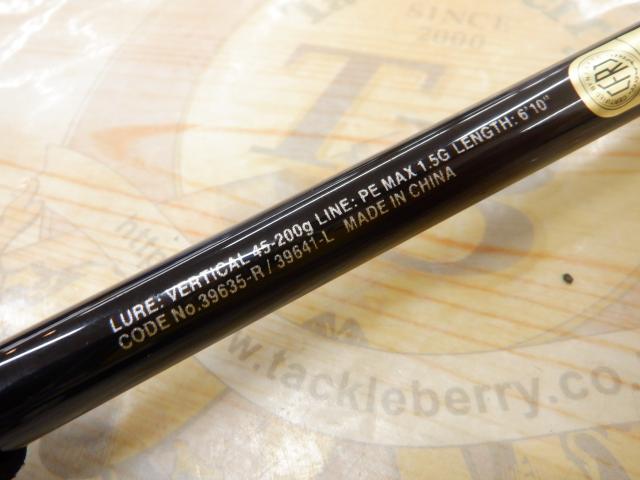 LURE: VERTICAL 45-200g LINE: PE MAX 1.5G LENGTH: 6'10"
CODE No.39635-R / 39641-L MADE IN CHINA
SINCE
2000
www.tackleberry.co